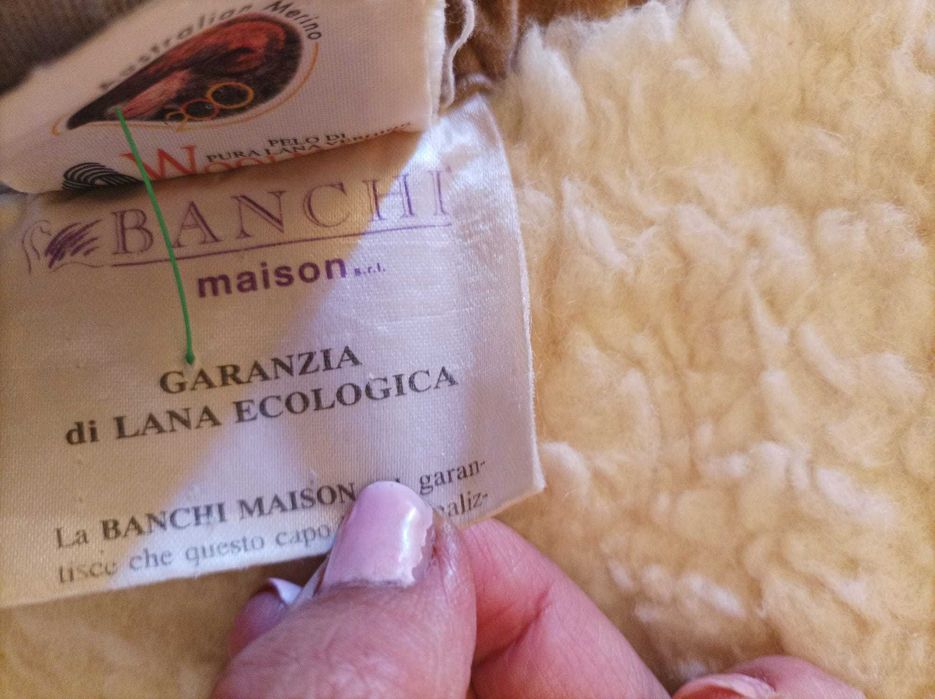 Australian Merino
200
PELO DI
PURA LANA VERGINE
BANCHI
maison s.r.l.
GARANZIA
di LANA ECOLOGICA
La BANCHI MAISON garan-
tisce che questo capo